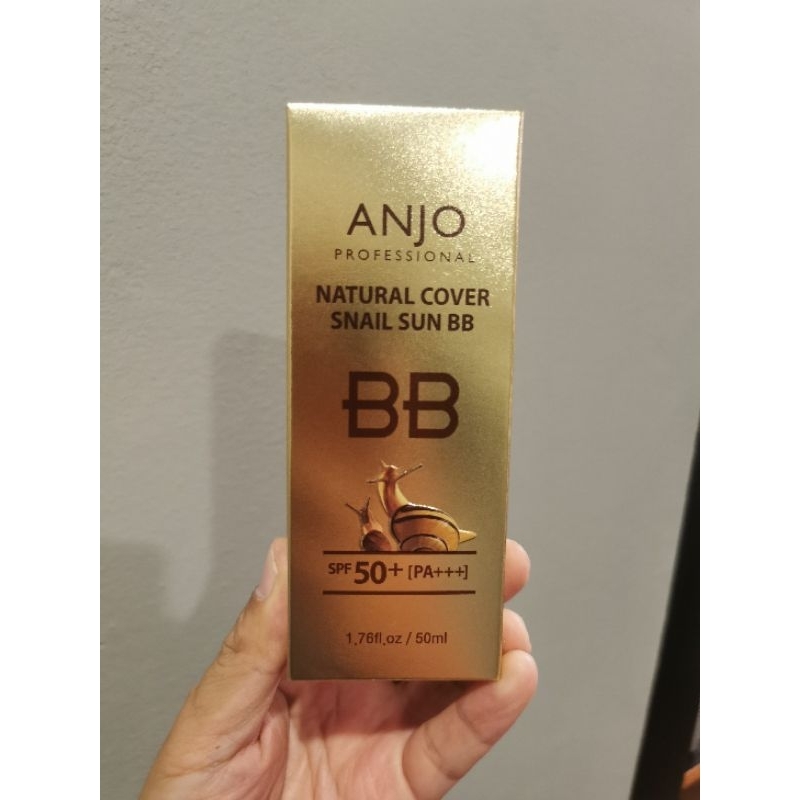 ANJO
PROFESSIONAL
NATURAL COVER
SNAIL SUN BB
BB
SPF 50+ [PA+++]
1.76fl.oz / 50ml